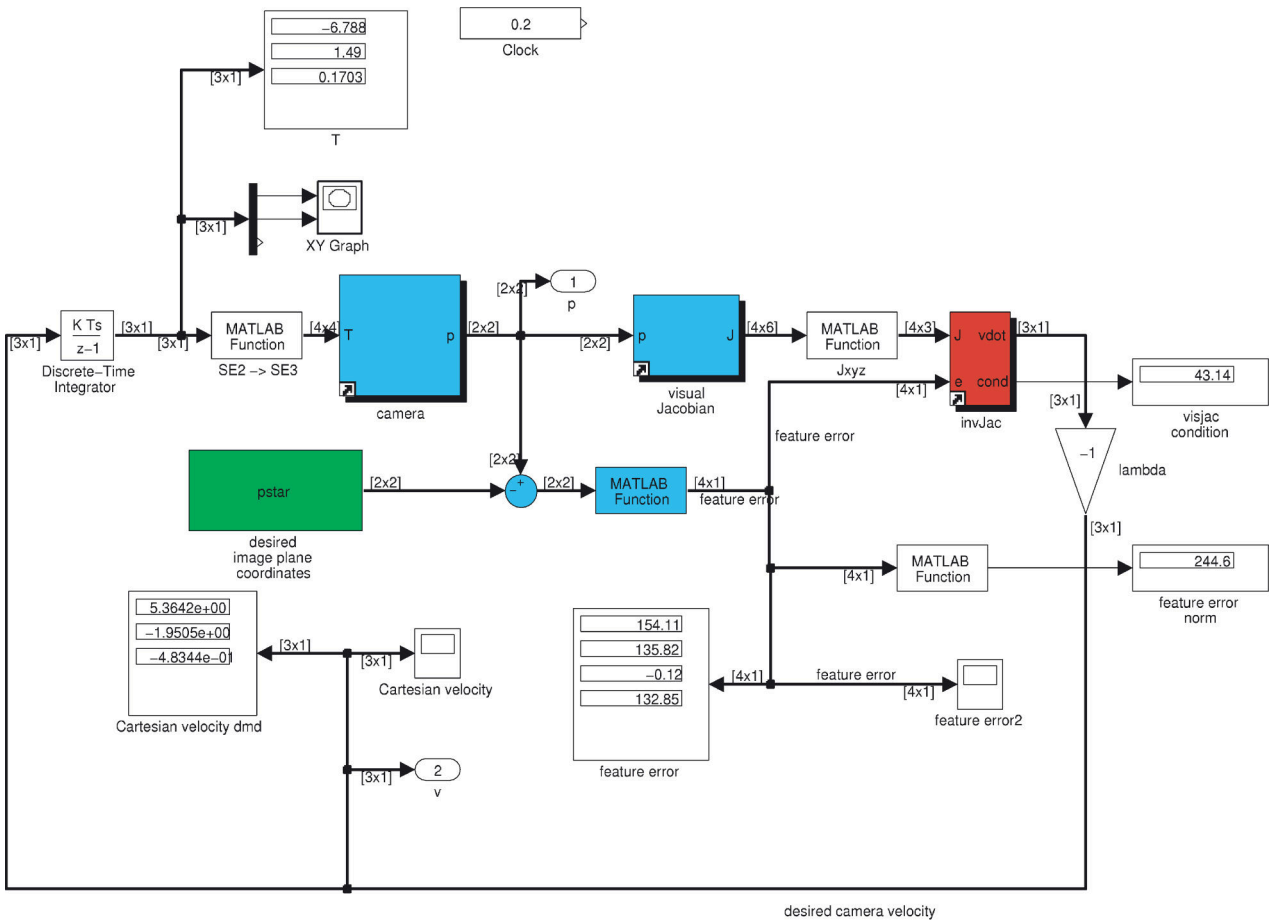 −6.788
1.49
0.1703
T
0.2
Clock
[3x1]
[3x1]
XY Graph
K Ts
z−1
Discrete−Time
Integrator
[3x1]
[3x1]
[3x1]
MATLAB
Function
SE2 −> SE3
[4x4]
T
p
camera
[2x2]
[2x2]
1
p
[2x2]
p
J
visual
Jacobian
[4x6]
MATLAB
Function
Jxyz
[4x3]
[4x1]
J
vdot
e
cond
invJac
[3x1]
43.14
visjac
condition
[3x1]
−1
lambda
[3x1]
feature error
pstar
desired
image plane
coordinates
[2x2]
[2x2]
+
−
[2x2]
MATLAB
Function
[4x1]
feature error
[4x1]
MATLAB
Function
244.6
feature error
norm
5.3642e+00
−1.9505e+00
−4.8344e−01
Cartesian velocity dmd
[3x1]
[3x1]
Cartesian velocity
[3x1]
2
v
154.11
135.82
−0.12
132.85
feature error
[4x1]
feature error
[4x1]
feature error2
desired camera velocity